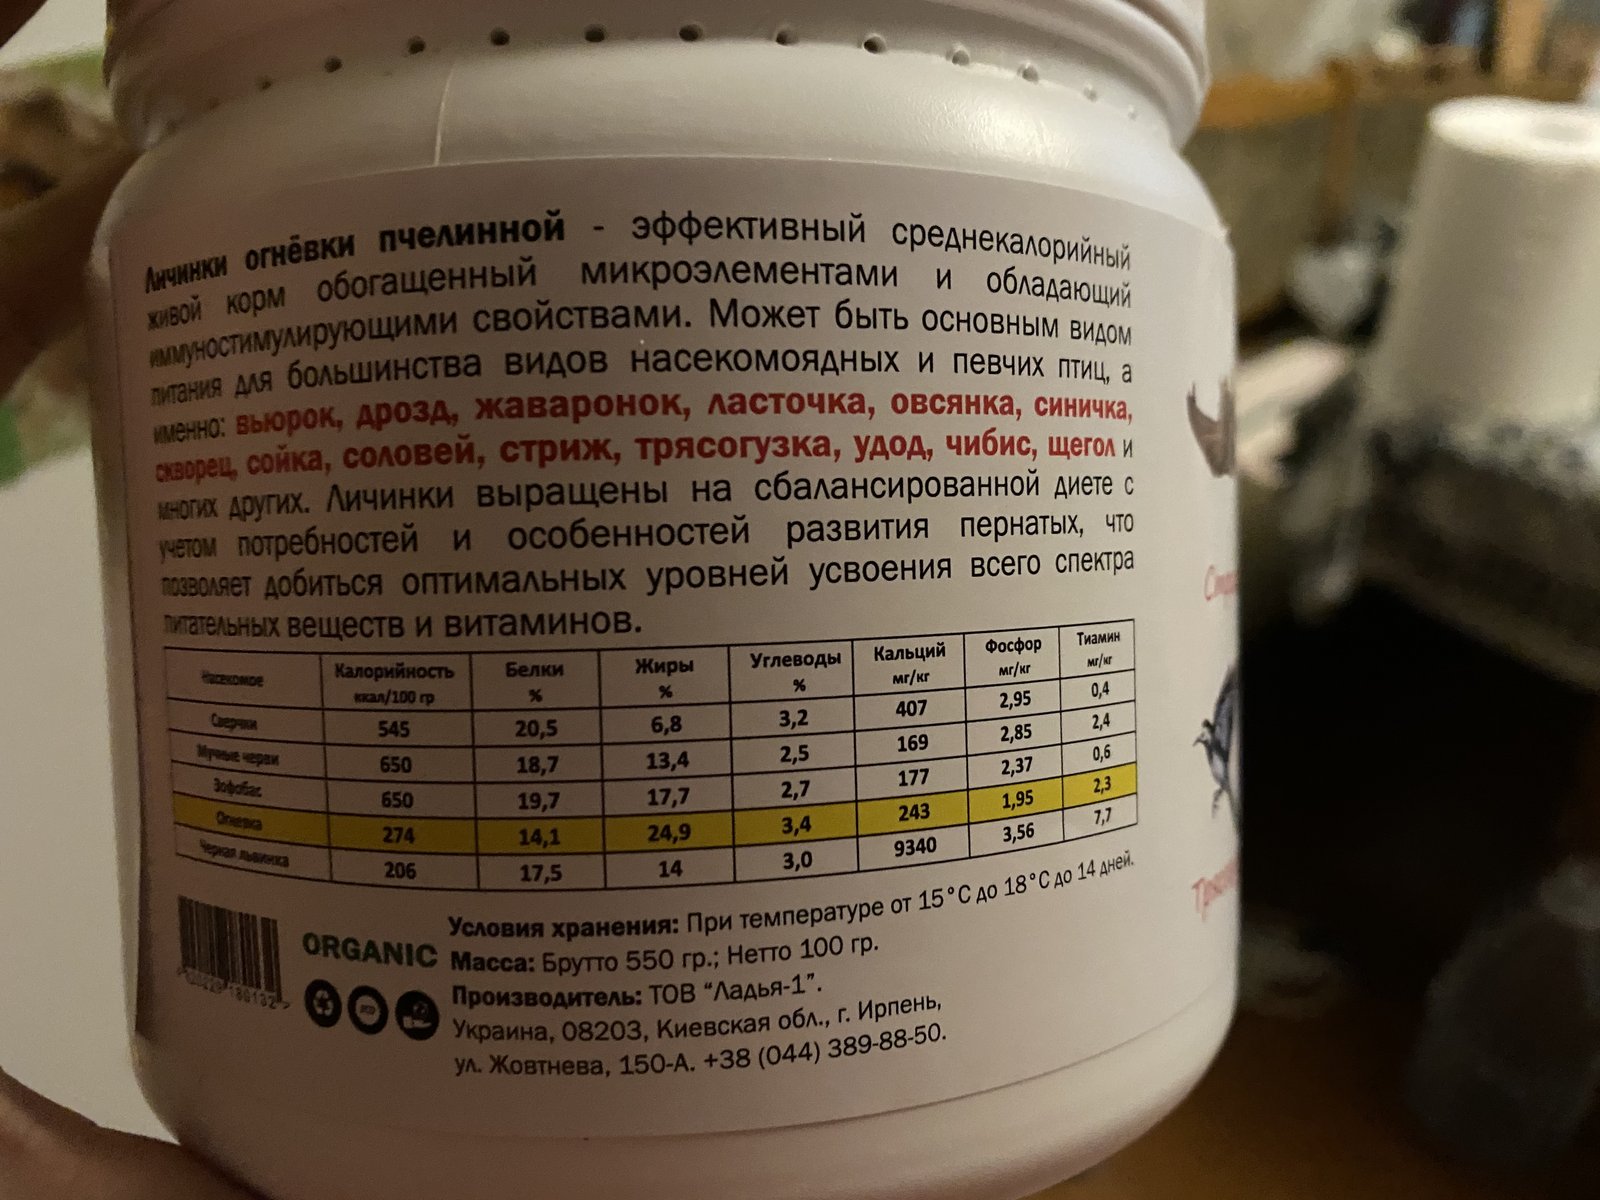 Личинки огнёвки пчелинной - эффективный среднекалорийный
живой корм обогащенный микроэлементами и обладающий
иммуностимулирующими свойствами. Может быть основным видом
питания для большинства видов насекомоядных и певчих птиц, а
именно: вьюрок, дрозд, жаваронок, ласточка, овсянка, синичка,
скворец, сойка, соловей, стриж, трясогузка, удод, чибис, щегол и
многих других. Личинки выращены на сбалансированной диете с
учетом потребностей и особенностей развития пернатых, что
позволяет добиться оптимальных уровней усвоения всего спектра
питательных веществ и витаминов.
Насекомое Калорийность ккал/100 гр Белки % Жиры % Углеводы % Кальций мг/кг Фосфор мг/кг Тиамин мг/кг
Сверчки 545 20,5 6,8 3,2 407 2,95 0,4
Мучные черви 650 18,7 13,4 2,5 169 2,85 2,4
Зофобас 650 19,7 17,7 2,7 177 2,37 0,6
Огневка 274 14,1 24,9 3,4 243 1,95 2,3
Черная львинка 206 17,5 14 3,0 9340 3,56 7,7
ORGANIC
Условия хранения: При температуре от 15°С до 18°С до 14 дней.
Масса: Брутто 550 гр.; Нетто 100 гр.
Производитель: ТОВ “Ладья-1”.
Украина, 08203, Киевская обл., г. Ирпень,
ул. Жовтнева, 150-А. +38 (044) 389-88-50.